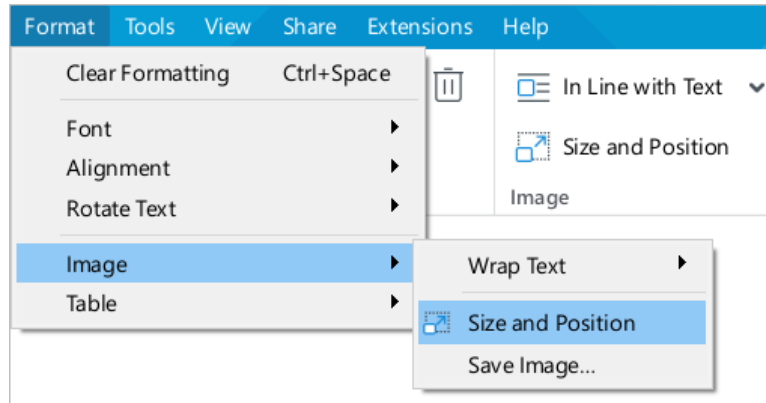 Format Tools View Share Extensions Help
Clear Formatting Ctrl+Space
Font
Alignment
Rotate Text
Image
Table
In Line with Text
Size and Position
Image
Wrap Text
Size and Position
Save Image...